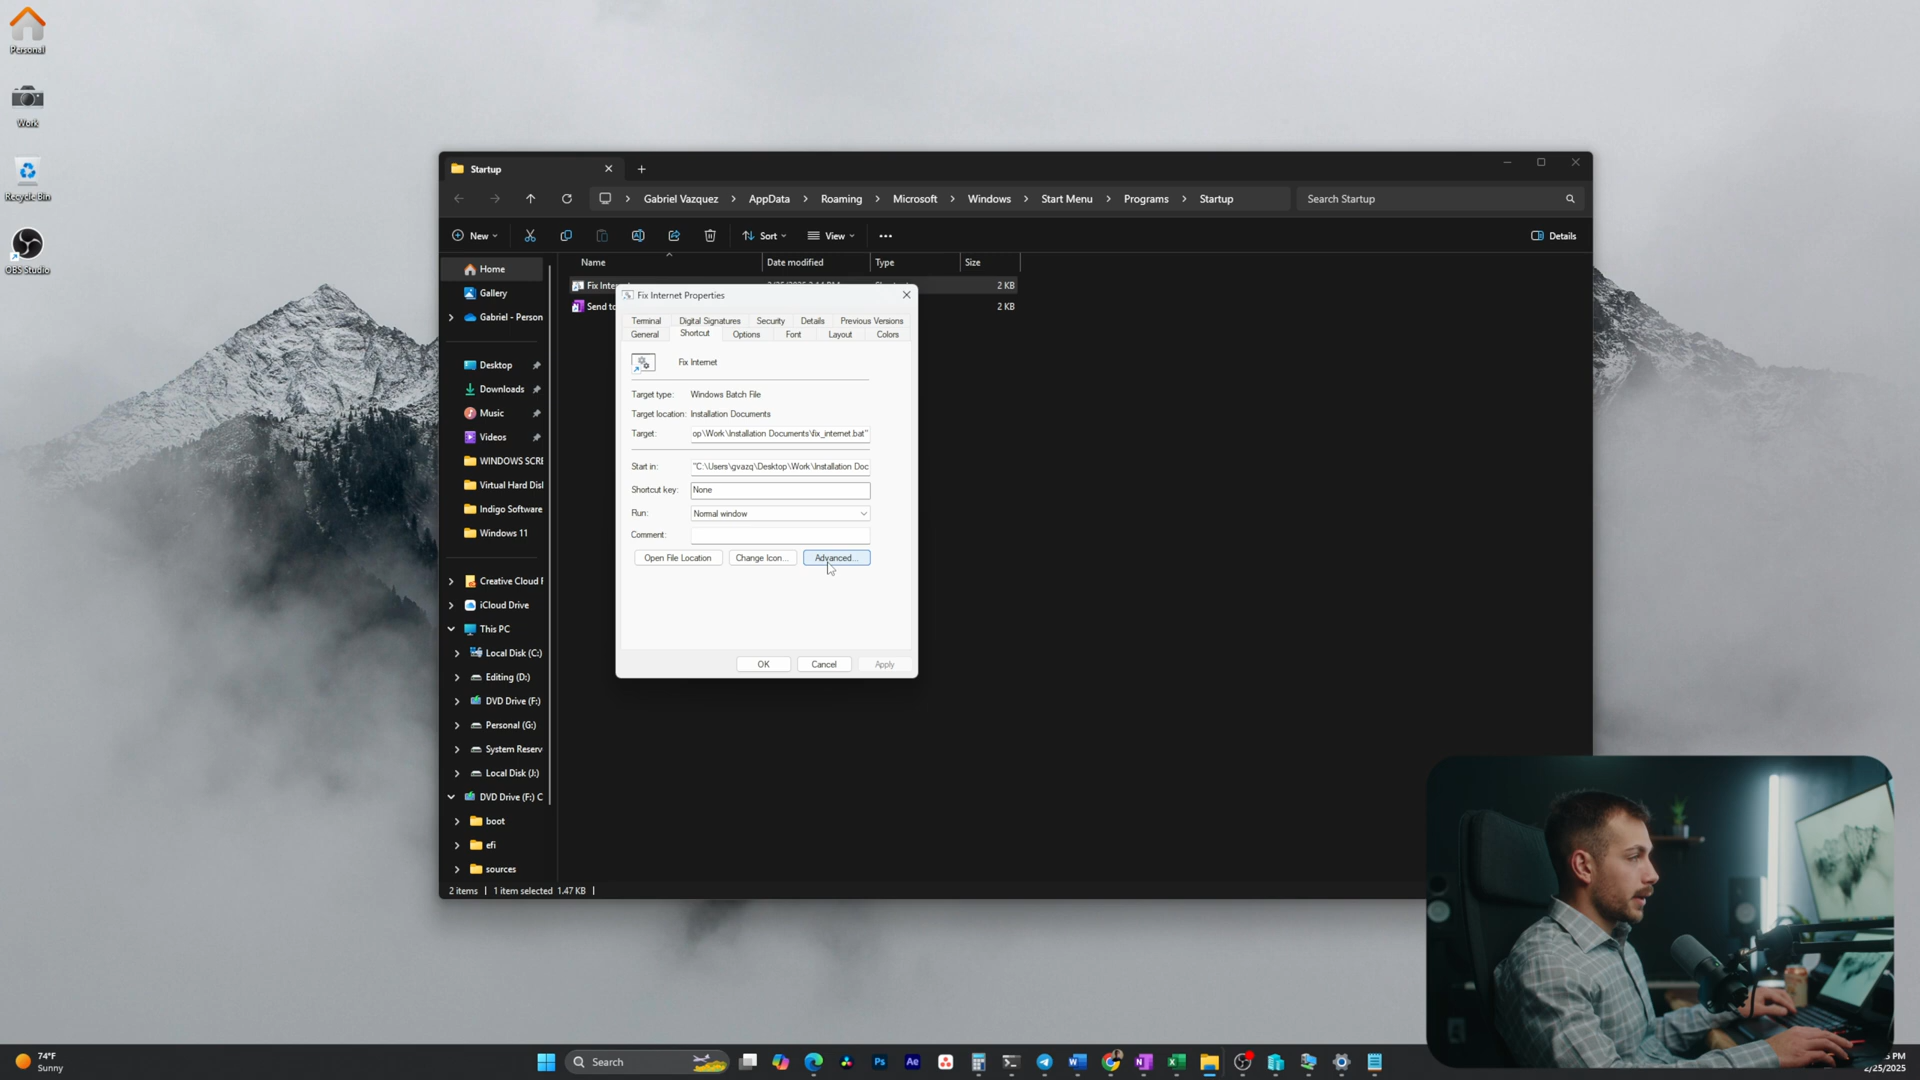 Personal
Work
Recycle Bin
OBS Studio
Startup
Gabriel Vazquez
AppData
Roaming
Microsoft
Windows
Start Menu
Programs
Startup
Search Startup
New
Sort
View
Details
Name
Date modified
Type
Size
Home
Gallery
Gabriel - Person
Desktop
Downloads
Music
Videos
WINDOWS SCRE
Virtual Hard Disl
Indigo Software
Windows 11
Creative Cloud F
iCloud Drive
This PC
Local Disk (C:)
Editing (D:)
DVD Drive (F:)
Personal (G:)
System Reserv
Local Disk (J:)
DVD Drive (F:) C
boot
efi
sources
Fix Inte
2 KB
Send to
2 KB
Fix Internet Properties
Terminal
Digital Signatures
Security
Details
Previous Versions
General
Shortcut
Options
Font
Layout
Colors
Fix Internet
Target type: Windows Batch File
Target location: Installation Documents
Target: op\Work\Installation Documents\fix_internet.bat"
Start in: "C:\Users\gvazq\Desktop\Work\Installation Doc
Shortcut key: None
Run: Normal window
Comment:
Open File Location
Change Icon...
Advanced...
OK
Cancel
Apply
2 items
1 item selected 1.47 KB
74°F
Sunny
Search
Ps
Ae
PM
2/25/2025